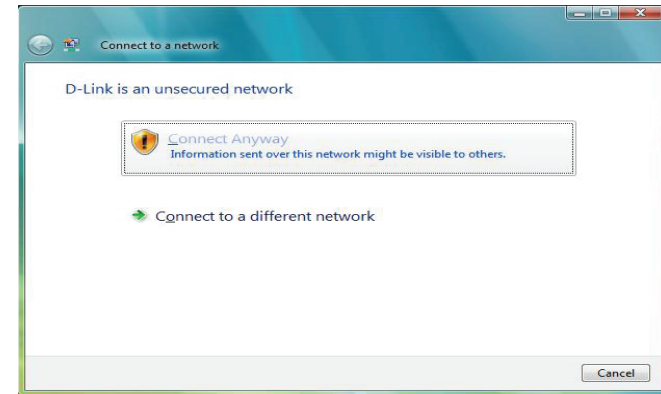 Connect to a network
D-Link is an unsecured network
Connect Anyway
Information sent over this network might be visible to others.
Connect to a different network
Cancel